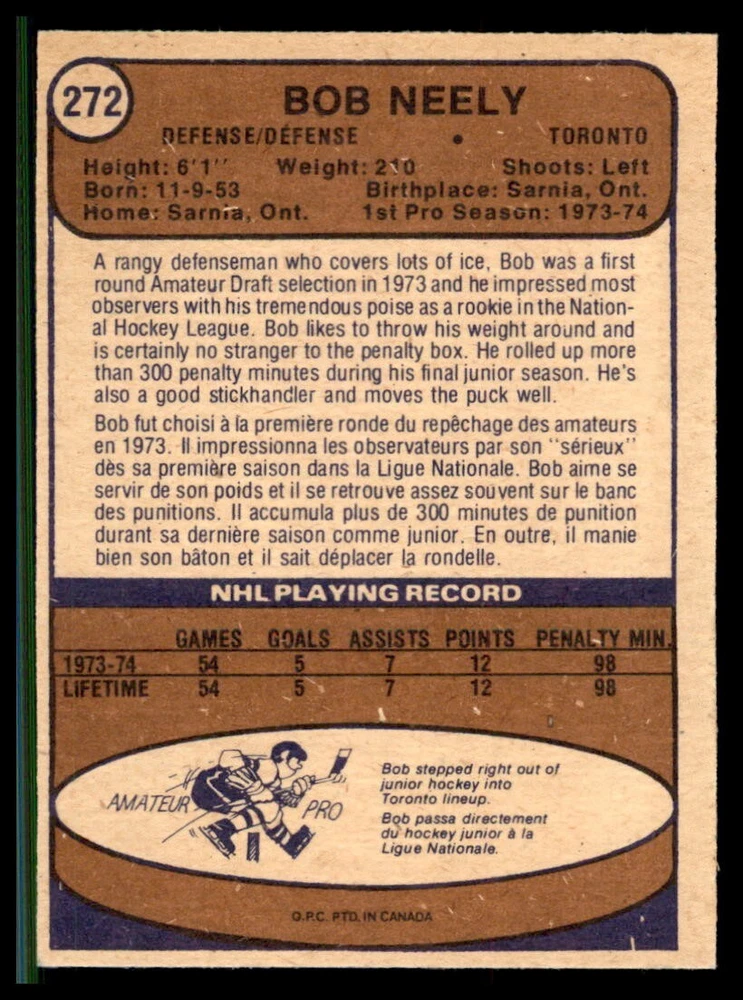 272
BOB NEELY
DEFENSE/DÉFENSE • TORONTO
Height: 6'1'' Weight: 210 Shoots: Left
Born: 11-9-53 Birthplace: Sarnia, Ont.
Home: Sarnia, Ont. 1st Pro Season: 1973-74
A rangy defenseman who covers lots of ice, Bob was a first
round Amateur Draft selection in 1973 and he impressed most
observers with his tremendous poise as a rookie in the Nation-
al Hockey League. Bob likes to throw his weight around and
is certainly no stranger to the penalty box. He rolled up more
than 300 penalty minutes during his final junior season. He's
also a good stickhandler and moves the puck well.
Bob fut choisi à la première ronde du repêchage des amateurs
en 1973. Il impressionna les observateurs par son "sérieux"
dès sa première saison dans la Ligue Nationale. Bob aime se
servir de son poids et il se retrouve assez souvent sur le banc
des punitions. Il accumula plus de 300 minutes de punition
durant sa dernière saison comme junior. En outre, il manie
bien son bâton et il sait déplacer la rondelle.
NHL PLAYING RECORD
GAMES GOALS ASSISTS POINTS PENALTY MIN.
1973-74 54 5 7 12 98
LIFETIME 54 5 7 12 98
AMATEUR PRO
Bob stepped right out of
junior hockey into
Toronto lineup.
Bob passa directement
du hockey junior à la
Ligue Nationale.
O.P.C. PTD. IN CANADA